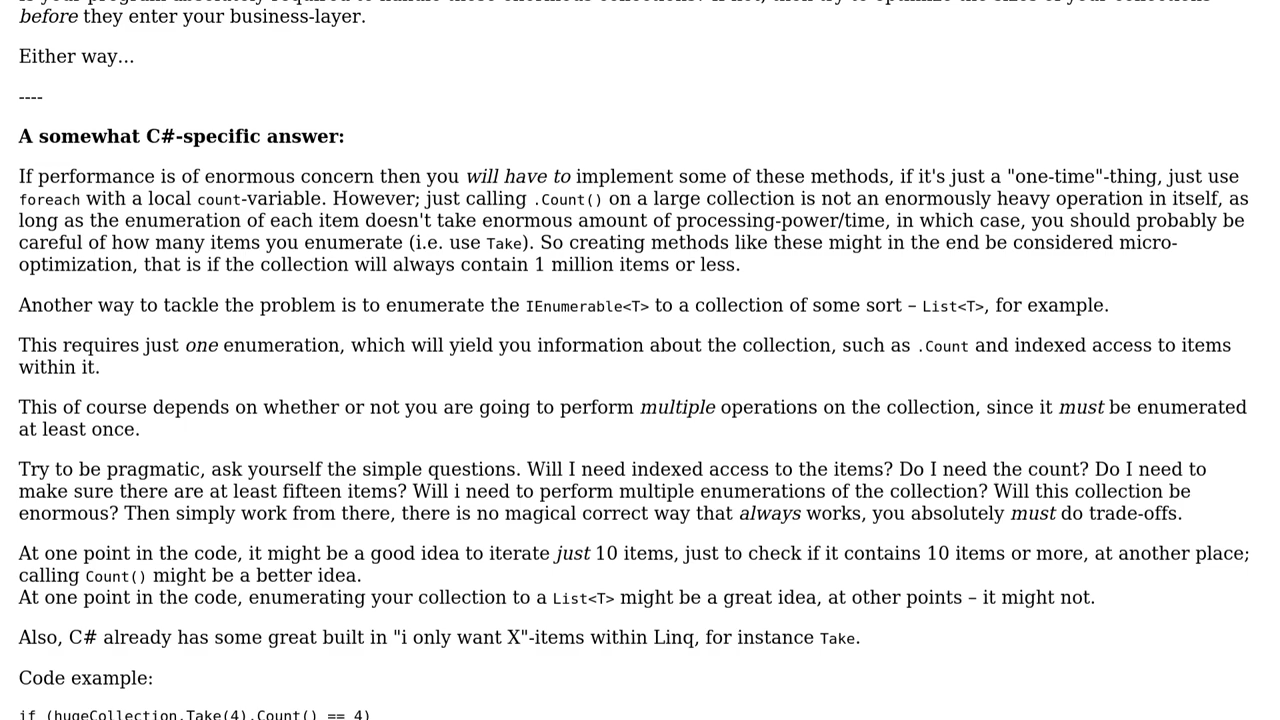 before they enter your business-layer.
Either way...
----
A somewhat C#-specific answer:
If performance is of enormous concern then you will have to implement some of these methods, if it's just a "one-time"-thing, just use
foreach with a local count-variable. However; just calling .Count() on a large collection is not an enormously heavy operation in itself, as
long as the enumeration of each item doesn't take enormous amount of processing-power/time, in which case, you should probably be
careful of how many items you enumerate (i.e. use Take). So creating methods like these might in the end be considered micro-
optimization, that is if the collection will always contain 1 million items or less.
Another way to tackle the problem is to enumerate the IEnumerable<T> to a collection of some sort – List<T>, for example.
This requires just one enumeration, which will yield you information about the collection, such as .Count and indexed access to items
within it.
This of course depends on whether or not you are going to perform multiple operations on the collection, since it must be enumerated
at least once.
Try to be pragmatic, ask yourself the simple questions. Will I need indexed access to the items? Do I need the count? Do I need to
make sure there are at least fifteen items? Will i need to perform multiple enumerations of the collection? Will this collection be
enormous? Then simply work from there, there is no magical correct way that always works, you absolutely must do trade-offs.
At one point in the code, it might be a good idea to iterate just 10 items, just to check if it contains 10 items or more, at another place;
calling Count() might be a better idea.
At one point in the code, enumerating your collection to a List<T> might be a great idea, at other points – it might not.
Also, C# already has some great built in "i only want X"-items within Linq, for instance Take.
Code example:
if (hugeCollection.Take(4).Count() == 4)